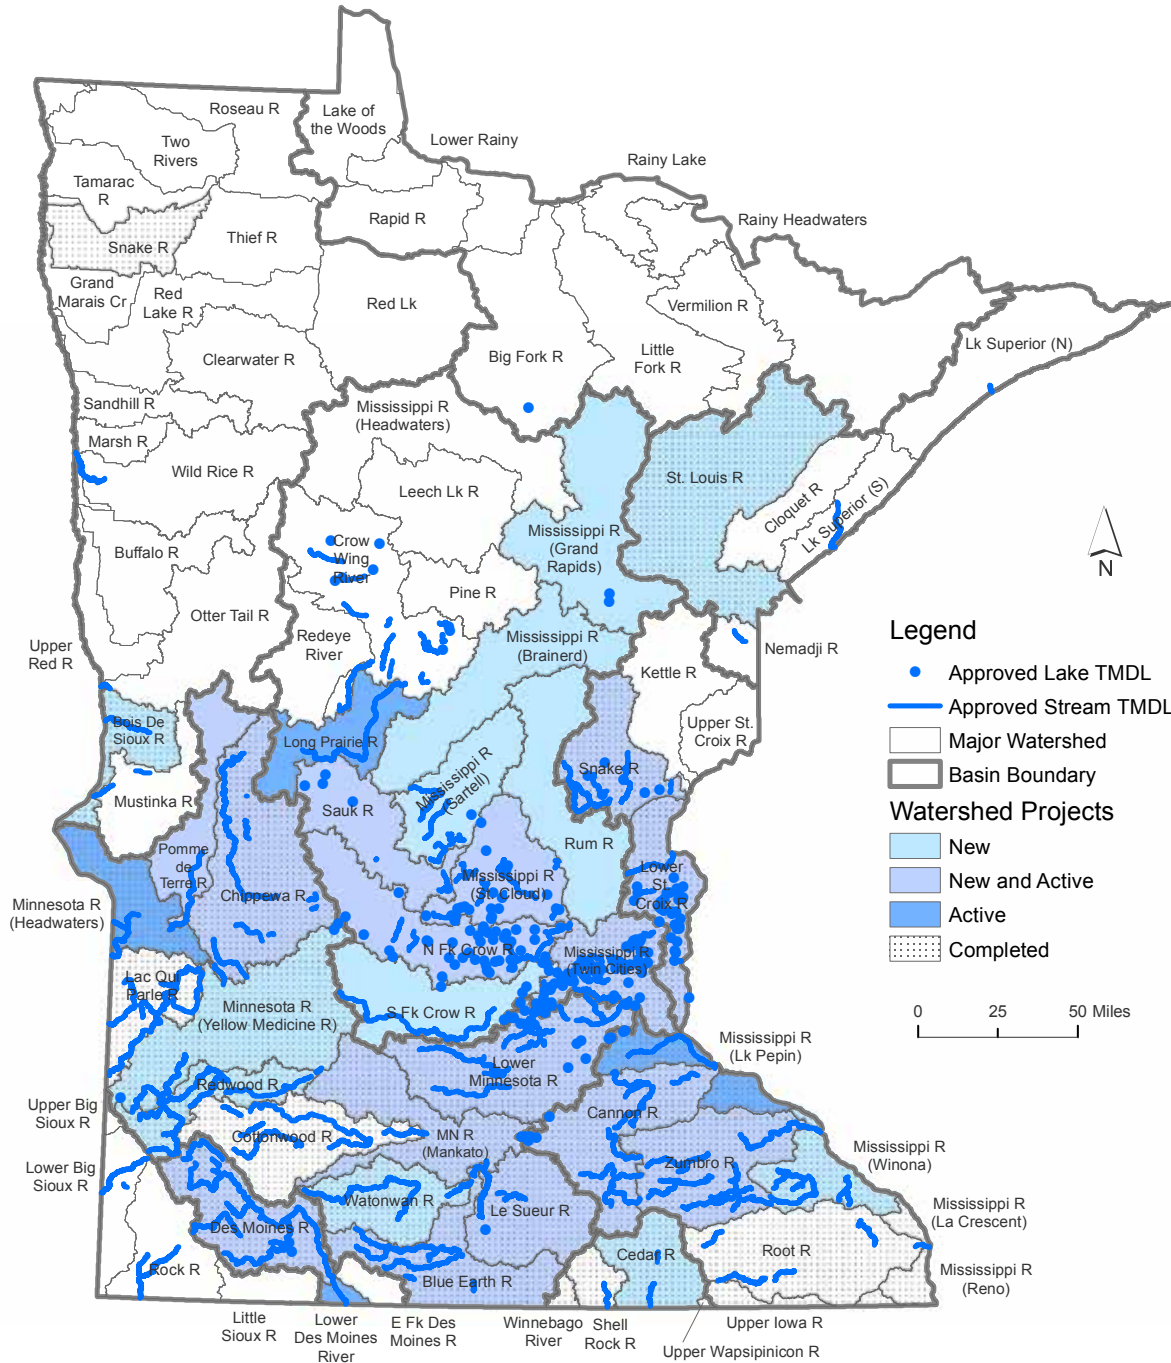 Roseau R
Lake of
the Woods
Lower Rainy
Two
Rivers
Rainy Lake
Tamarac
R
Rapid R
Rainy Headwaters
Snake R
Thief R
Grand
Marais Cr
Red
Lake R
Red Lk
Vermilion R
Lk Superior (N)
Clearwater R
Big Fork R
Little
Fork R
Sandhill R
Mississippi R
(Headwaters)
Marsh R
Wild Rice R
Leech Lk R
St. Louis R
Cloquet R
Lk Superior (S)
Mississippi R
(Grand
Rapids)
Crow
Wing
River
Buffalo R
Pine R
N
Otter Tail R
Redeye
River
Mississippi R
(Brainerd)
Upper
Red R
Kettle R
Nemadji R
Bois De
Sioux R
Long Prairie R
Upper St.
Croix R
Mustinka R
Sauk R
Mississippi R
(Sartell)
Snake R
Rum R
Pomme
de
Terre R
Chippewa R
Mississippi R
(St. Cloud)
Lower
St.
Croix R
Minnesota R
(Headwaters)
N Fk Crow R
Mississippi R
(Twin Cities)
Lac Qui
Parle R
Minnesota R
(Yellow Medicine R)
S Fk Crow R
Mississippi R
(Lk Pepin)
Lower
Minnesota R
Redwood R
Upper Big
Sioux R
Cottonwood R
MN R
(Mankato)
Cannon R
Zumbro R
Mississippi R
(Winona)
Lower Big
Sioux R
Watonwan R
Le Sueur R
Mississippi R
(La Crescent)
Des Moines R
Rock R
Blue Earth R
Cedar R
Root R
Mississippi R
(Reno)
Little
Sioux R
Lower
Des Moines
River
E Fk Des
Moines R
Winnebago
River
Shell
Rock R
Upper Iowa R
Upper Wapsipinicon R
Legend
Approved Lake TMDL
Approved Stream TMDL
Major Watershed
Basin Boundary
Watershed Projects
New
New and Active
Active
Completed
0 25 50 Miles